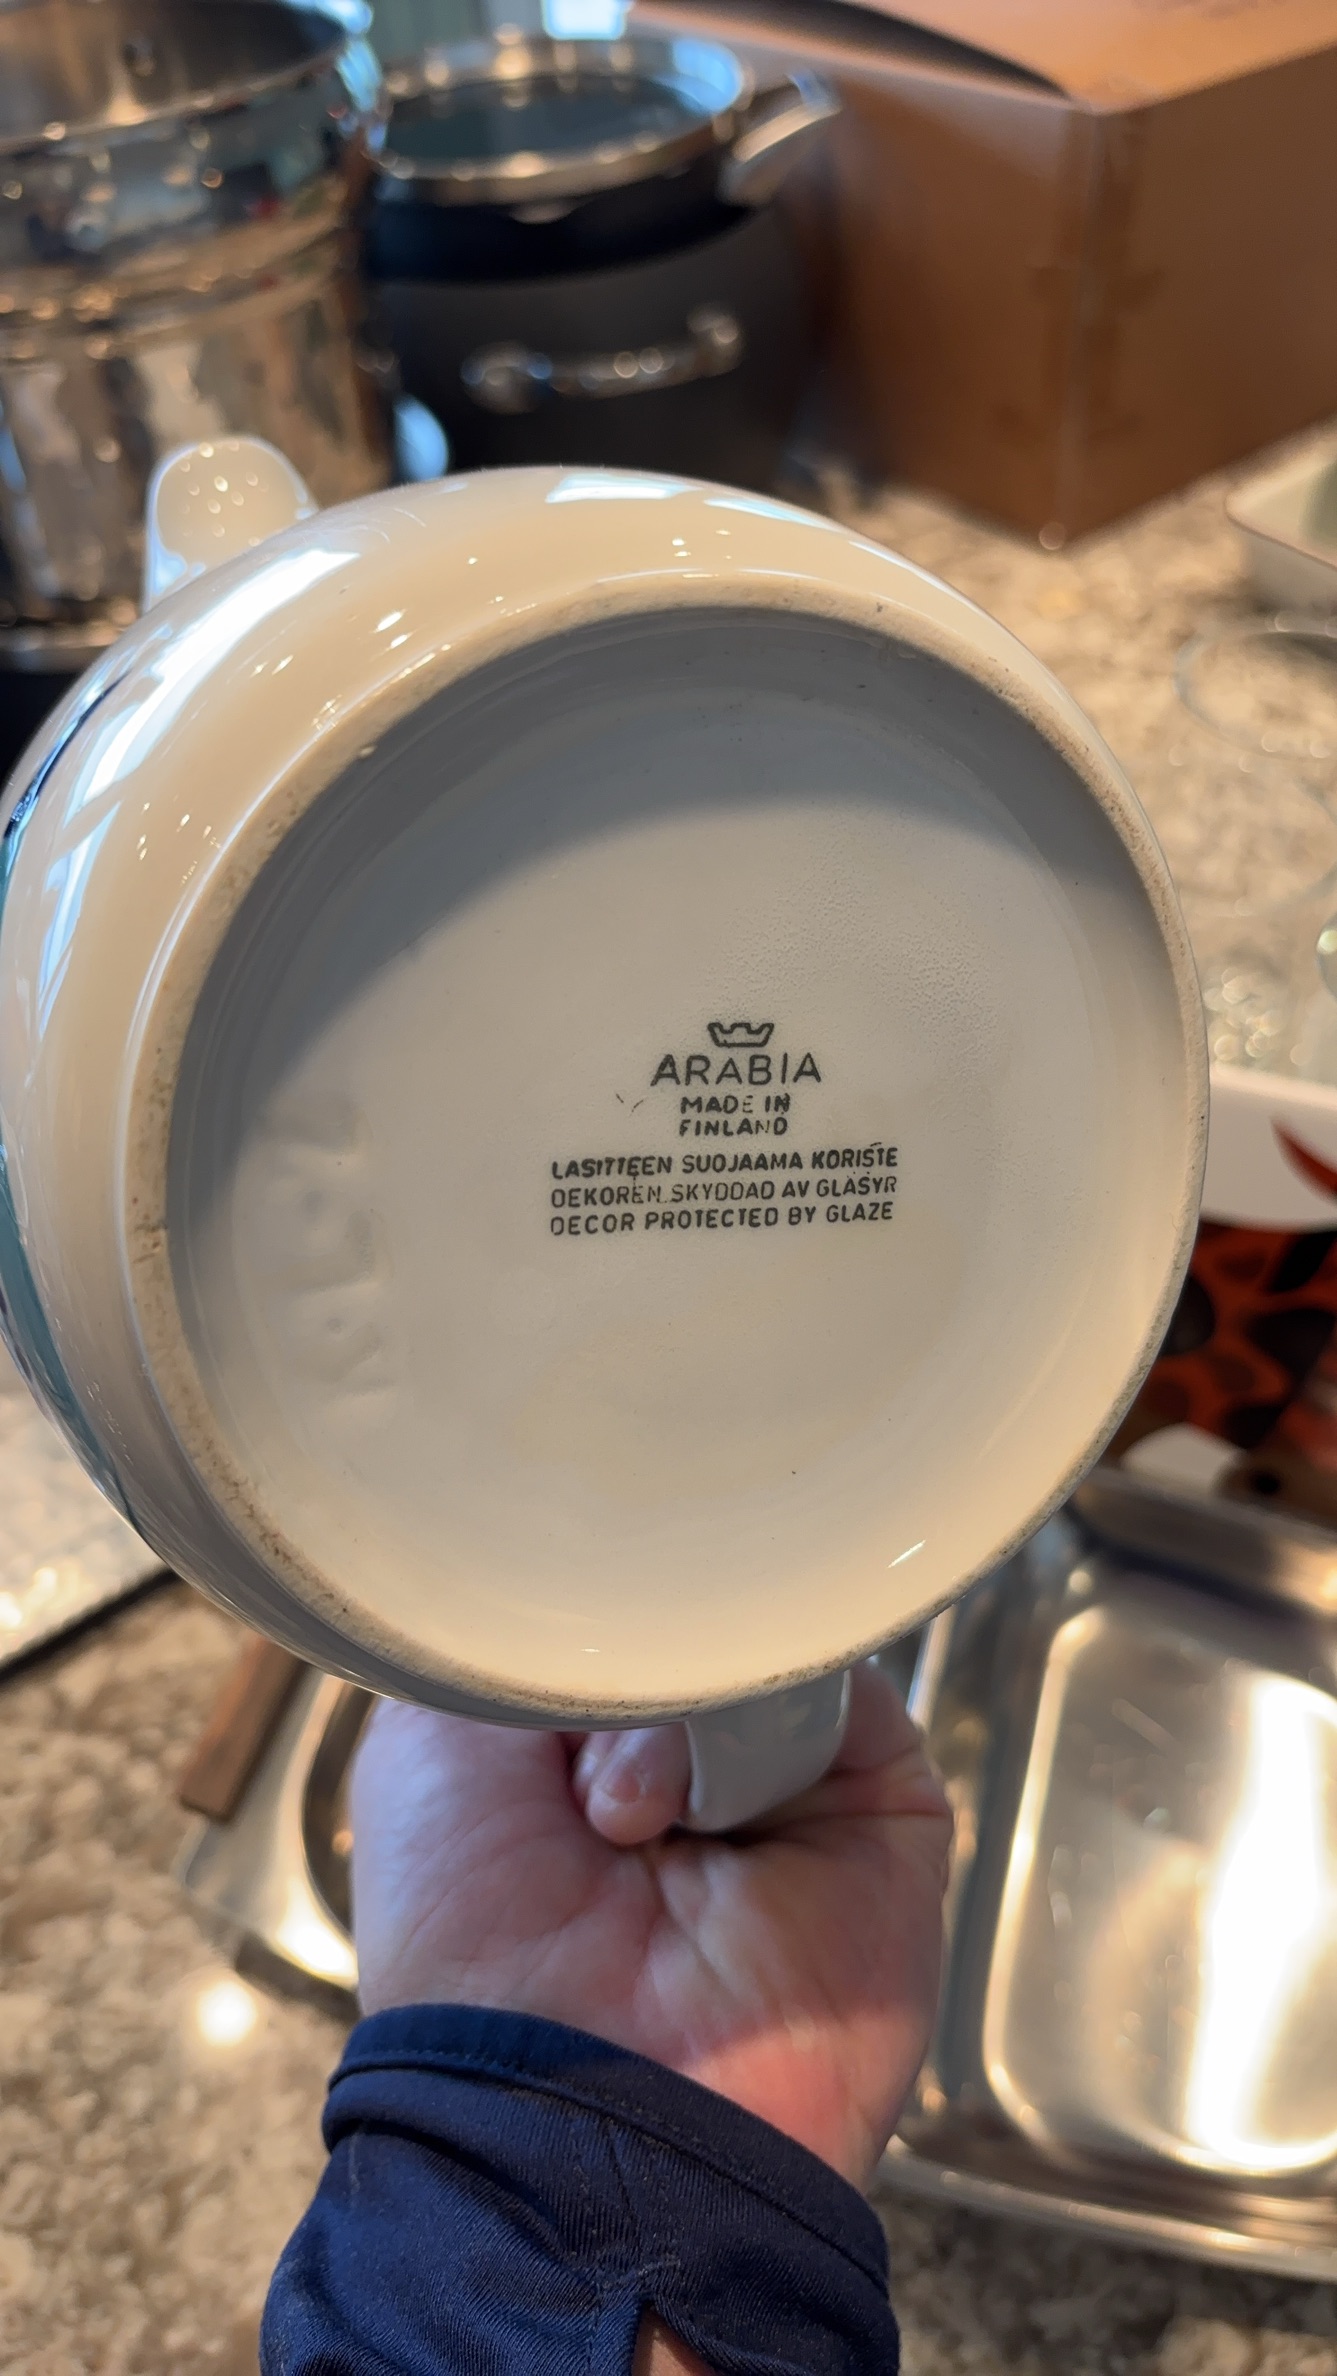 ARABIA
MADE IN
FINLAND
LASITTEEN SUOJAAMA KORISTE
DEKOREN SKYDDAD AV GLASYR
DECOR PROTECTED BY GLAZE